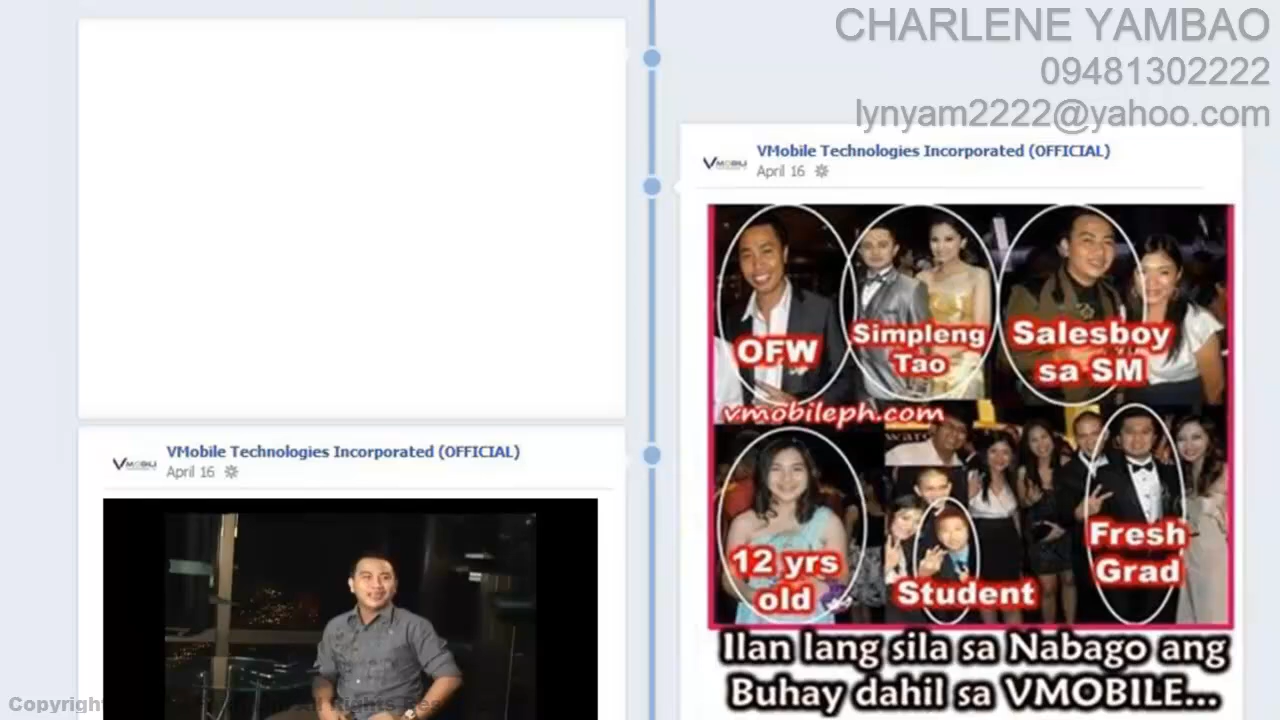 CHARLENE YAMBAO
09481302222
lynyam2222@yahoo.com
VMobile Technologies Incorporated (OFFICIAL)
April 16
OFW
Simpleng
Tao
Salesboy
sa SM
vmobileph.com
12 yrs
old
Student
Fresh
Grad
Ilan lang sila sa Nabago ang
Buhay dahil sa VMOBILE...
VMobile Technologies Incorporated (OFFICIAL)
April 16
Copyright
All Rights